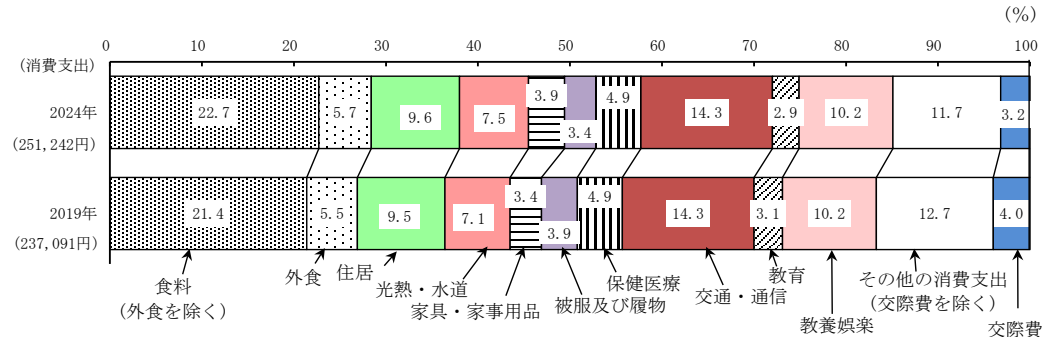 (％)
0 10 20 30 40 50 60 70 80 90 100
(消費支出)
2024年
(251,242円)
22.7 5.7 9.6 7.5 3.9 3.4 4.9 14.3 2.9 10.2 11.7 3.2
2019年
(237,091円)
21.4 5.5 9.5 7.1 3.4 3.9 4.9 14.3 3.1 10.2 12.7 4.0
食料
(外食を除く)
外食
住居
光熱・水道
家具・家事用品
被服及び履物
保健医療
交通・通信
教育
教養娯楽
その他の消費支出
(交際費を除く)
交際費